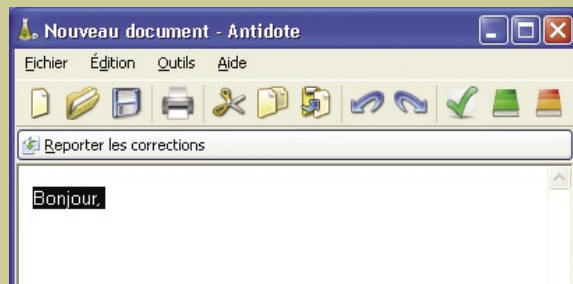 Nouveau document - Antidote
Fichier Édition Outils Aide
Reporter les corrections
Bonjour,